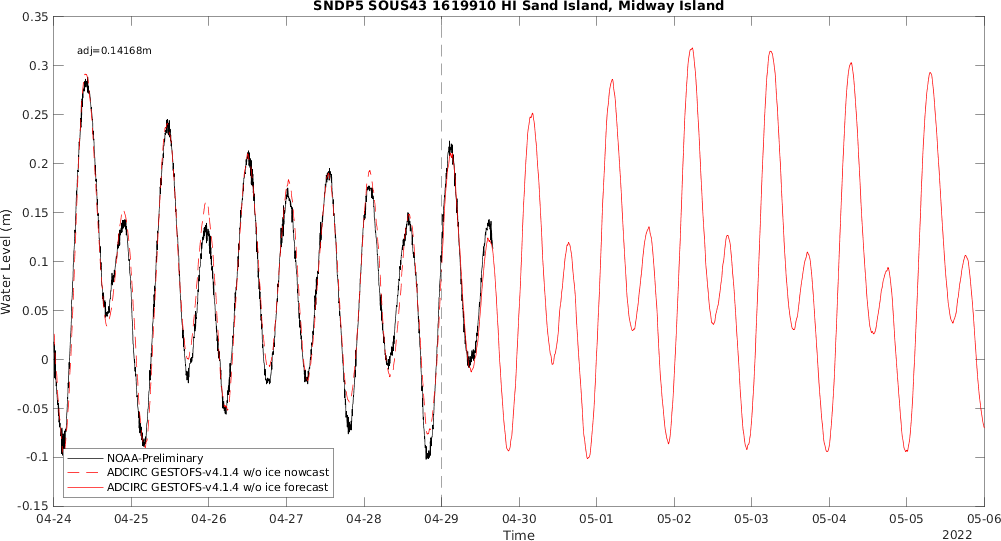 SNDP5 SOUS43 1619910 HI Sand Island, Midway Island
0.35
0.3
0.25
0.2
0.15
0.1
0.05
0
-0.05
-0.1
-0.15
Water Level (m)
adj=0.14168m
NOAA-Preliminary
ADCIRC GESTOFS-v4.1.4 w/o ice nowcast
ADCIRC GESTOFS-v4.1.4 w/o ice forecast
04-24 04-25 04-26 04-27 04-28 04-29 04-30 05-01 05-02 05-03 05-04 05-05 05-06
Time
2022